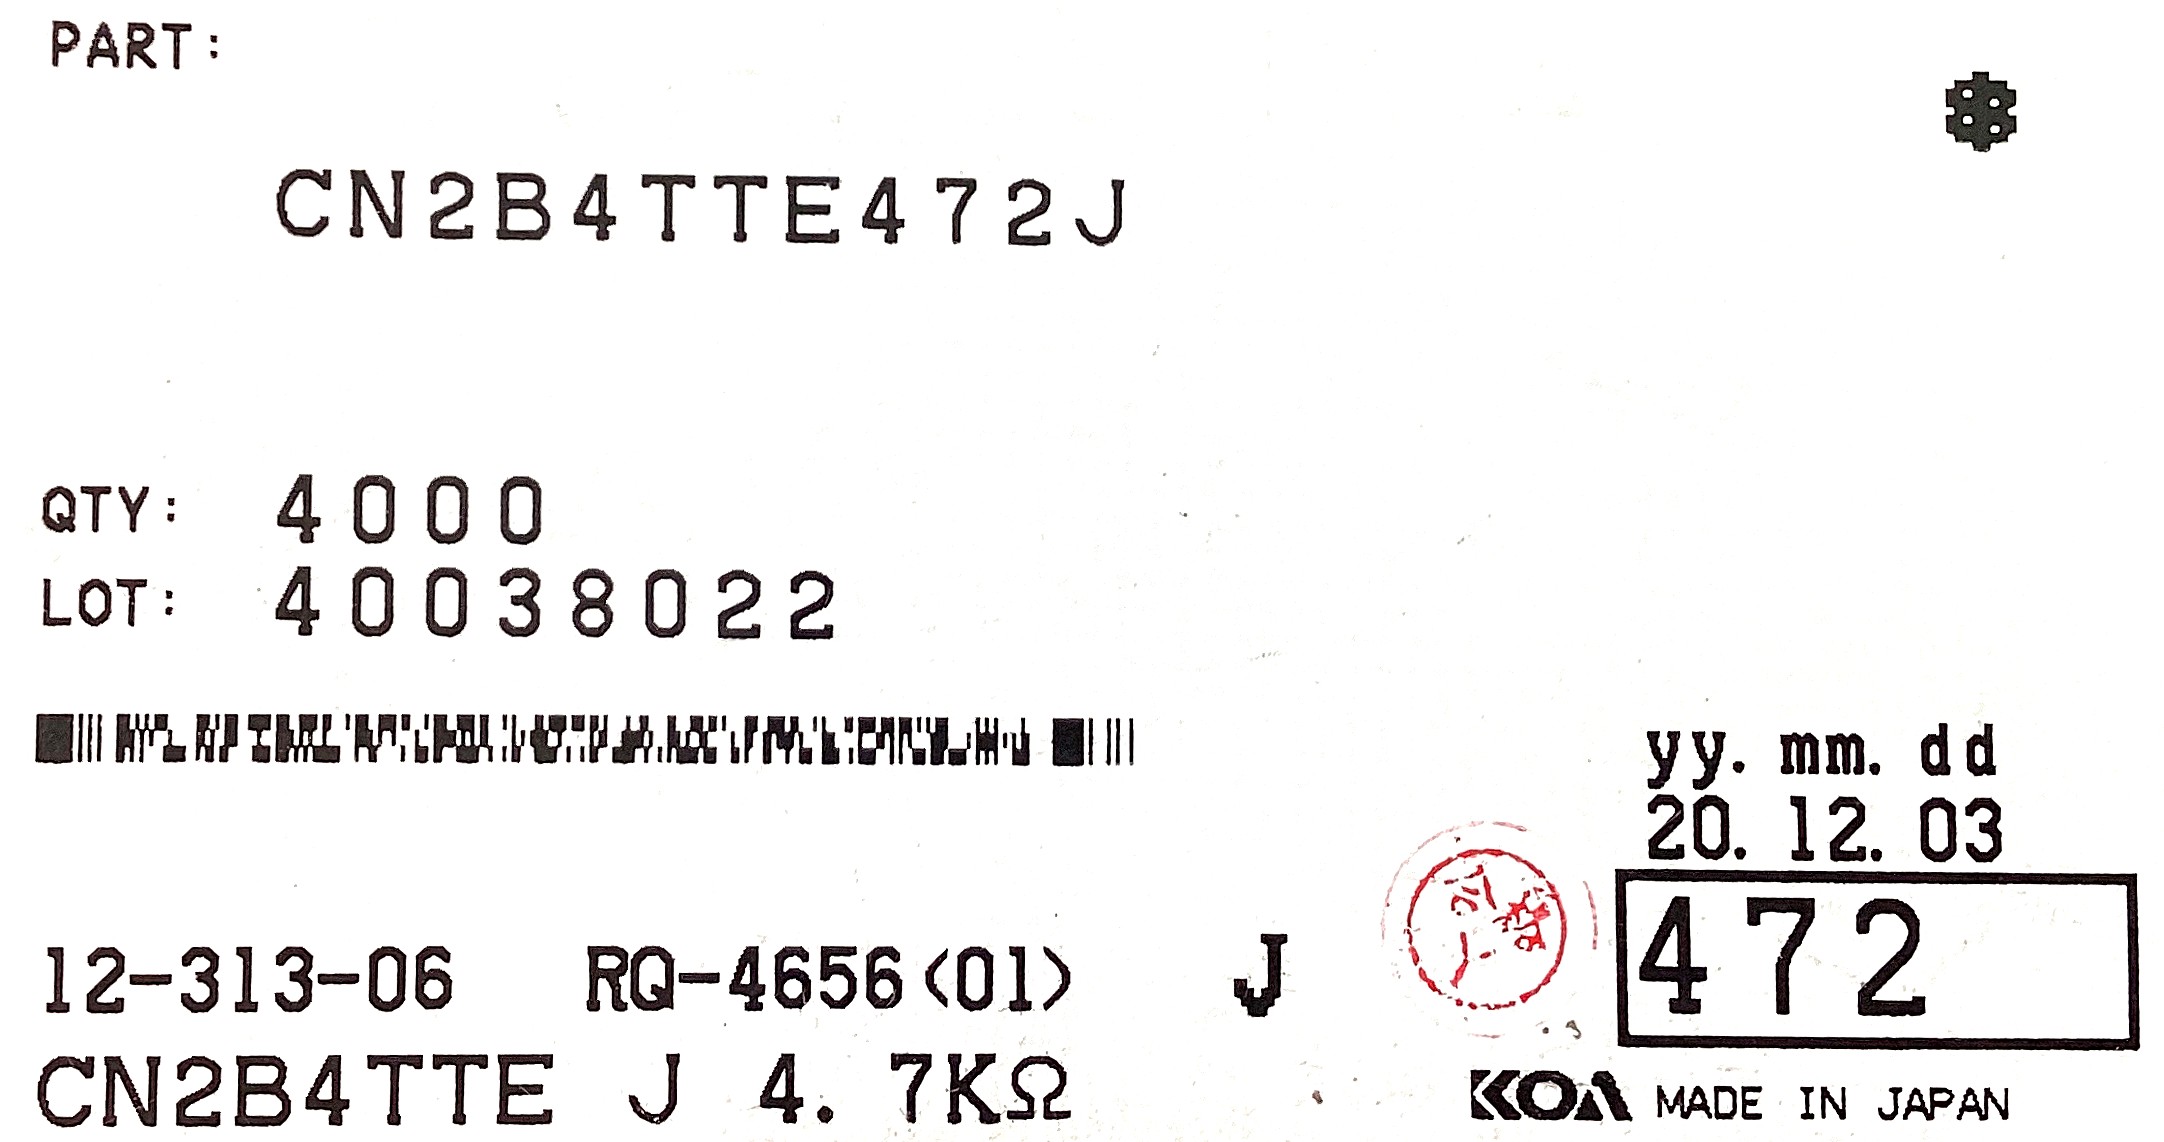 PART:
CN2B4TTE472J
QTY: 4000
LOT: 40038022
yy. mm. dd
20. 12. 03
472
12-313-06 RQ-4656<01> J
CN2B4TTE J 4. 7KΩ
KOA MADE IN JAPAN